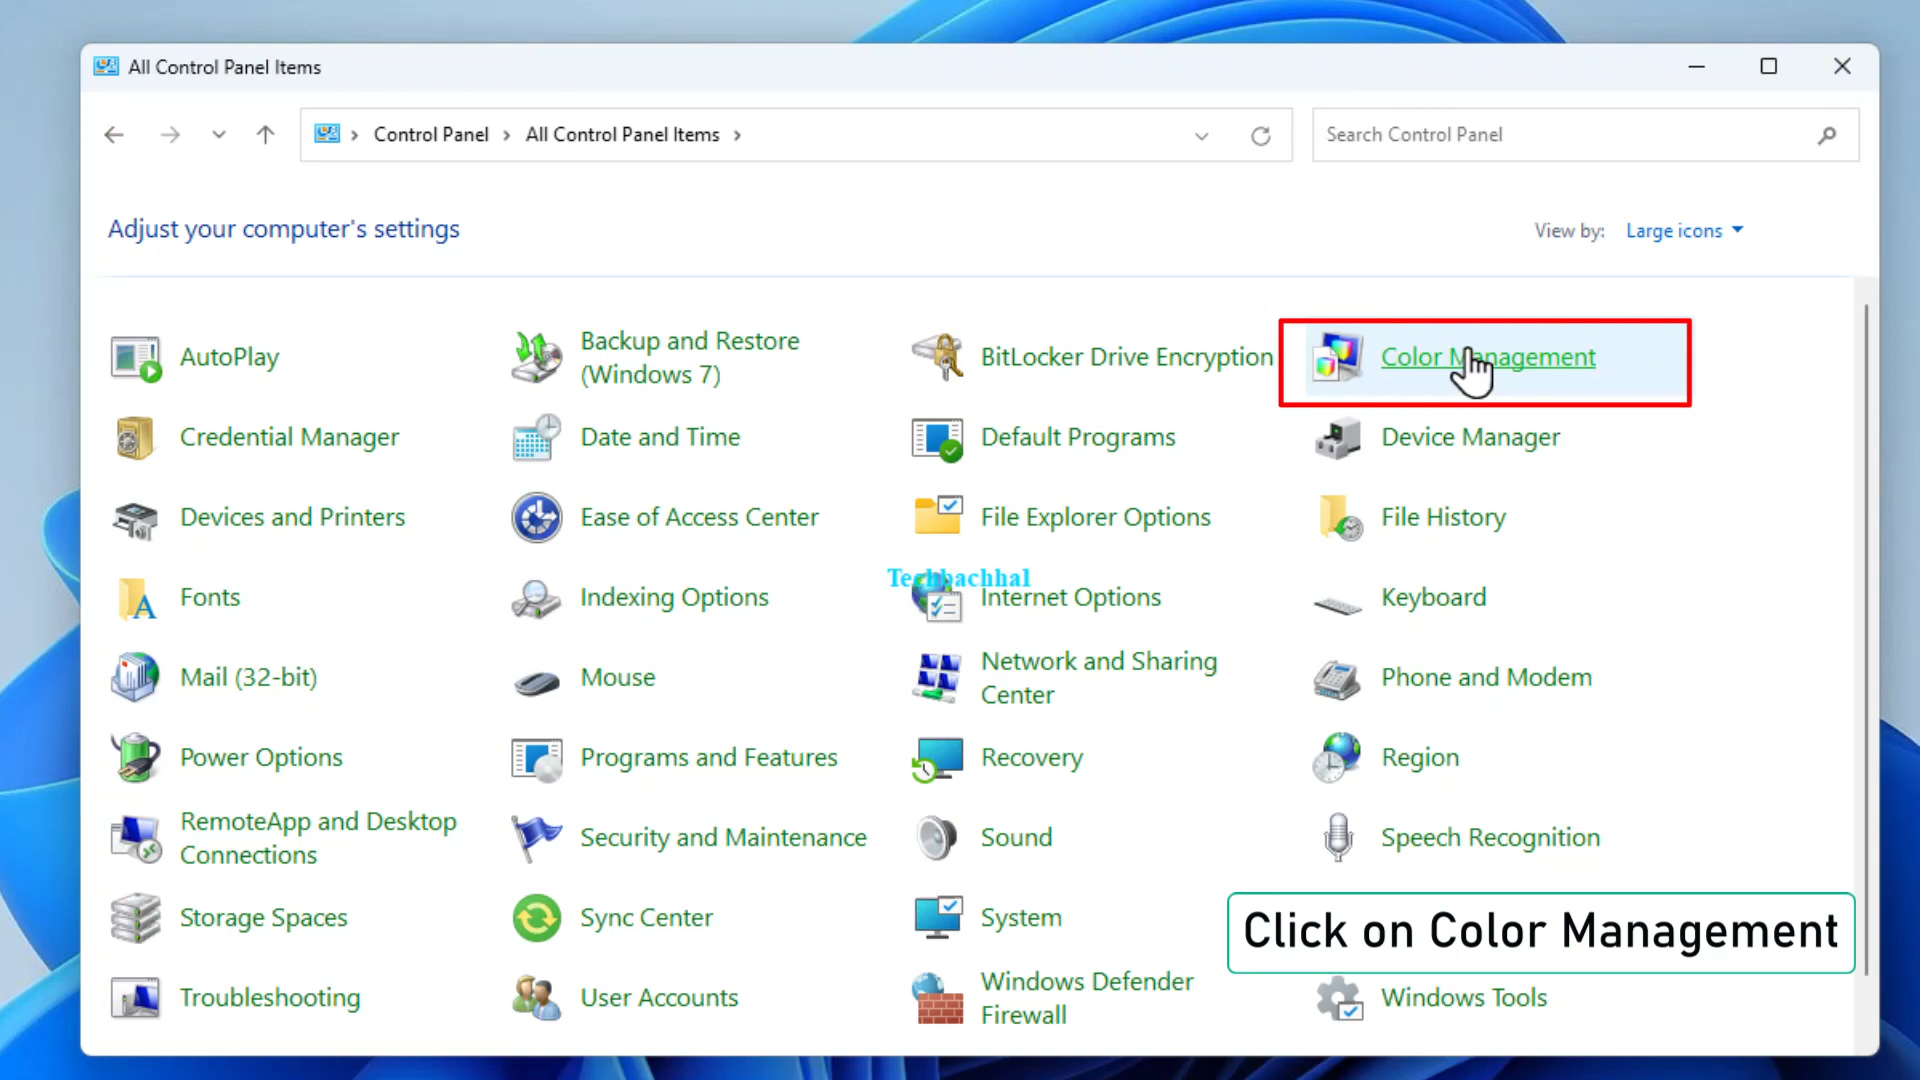 All Control Panel Items
Control Panel
All Control Panel Items
Search Control Panel
Adjust your computer's settings
View by:
Large icons
AutoPlay
Backup and Restore
(Windows 7)
BitLocker Drive Encryption
Color Management
Credential Manager
Date and Time
Default Programs
Device Manager
Devices and Printers
Ease of Access Center
File Explorer Options
File History
Techbachhal
Fonts
Indexing Options
Internet Options
Keyboard
Mail (32-bit)
Mouse
Network and Sharing
Center
Phone and Modem
Power Options
Programs and Features
Recovery
Region
RemoteApp and Desktop
Connections
Security and Maintenance
Sound
Speech Recognition
Storage Spaces
Sync Center
System
Click on Color Management
Troubleshooting
User Accounts
Windows Defender
Firewall
Windows Tools